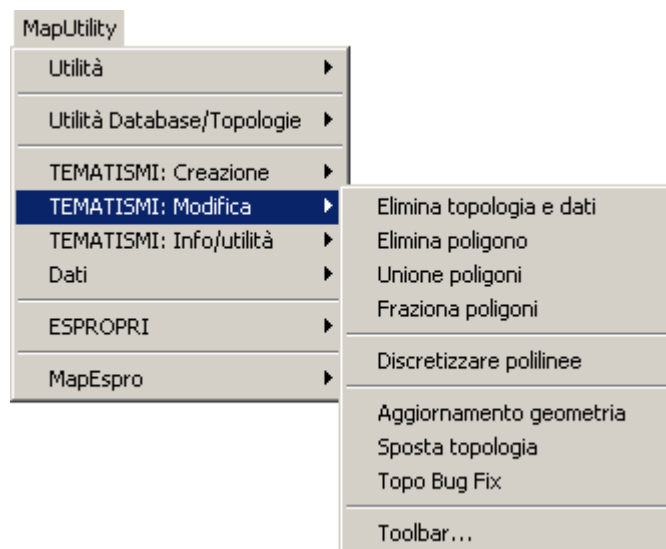 MapUtility
Utilità
Utilità Database/Topologie
TEMATISMI: Creazione
TEMATISMI: Modifica
TEMATISMI: Info/utilità
Dati
ESPROPRI
MapEspro
Elimina topologia e dati
Elimina poligono
Unione poligoni
Fraziona poligoni
Discretizzare polilinee
Aggiornamento geometria
Sposta topologia
Topo Bug Fix
Toolbar...